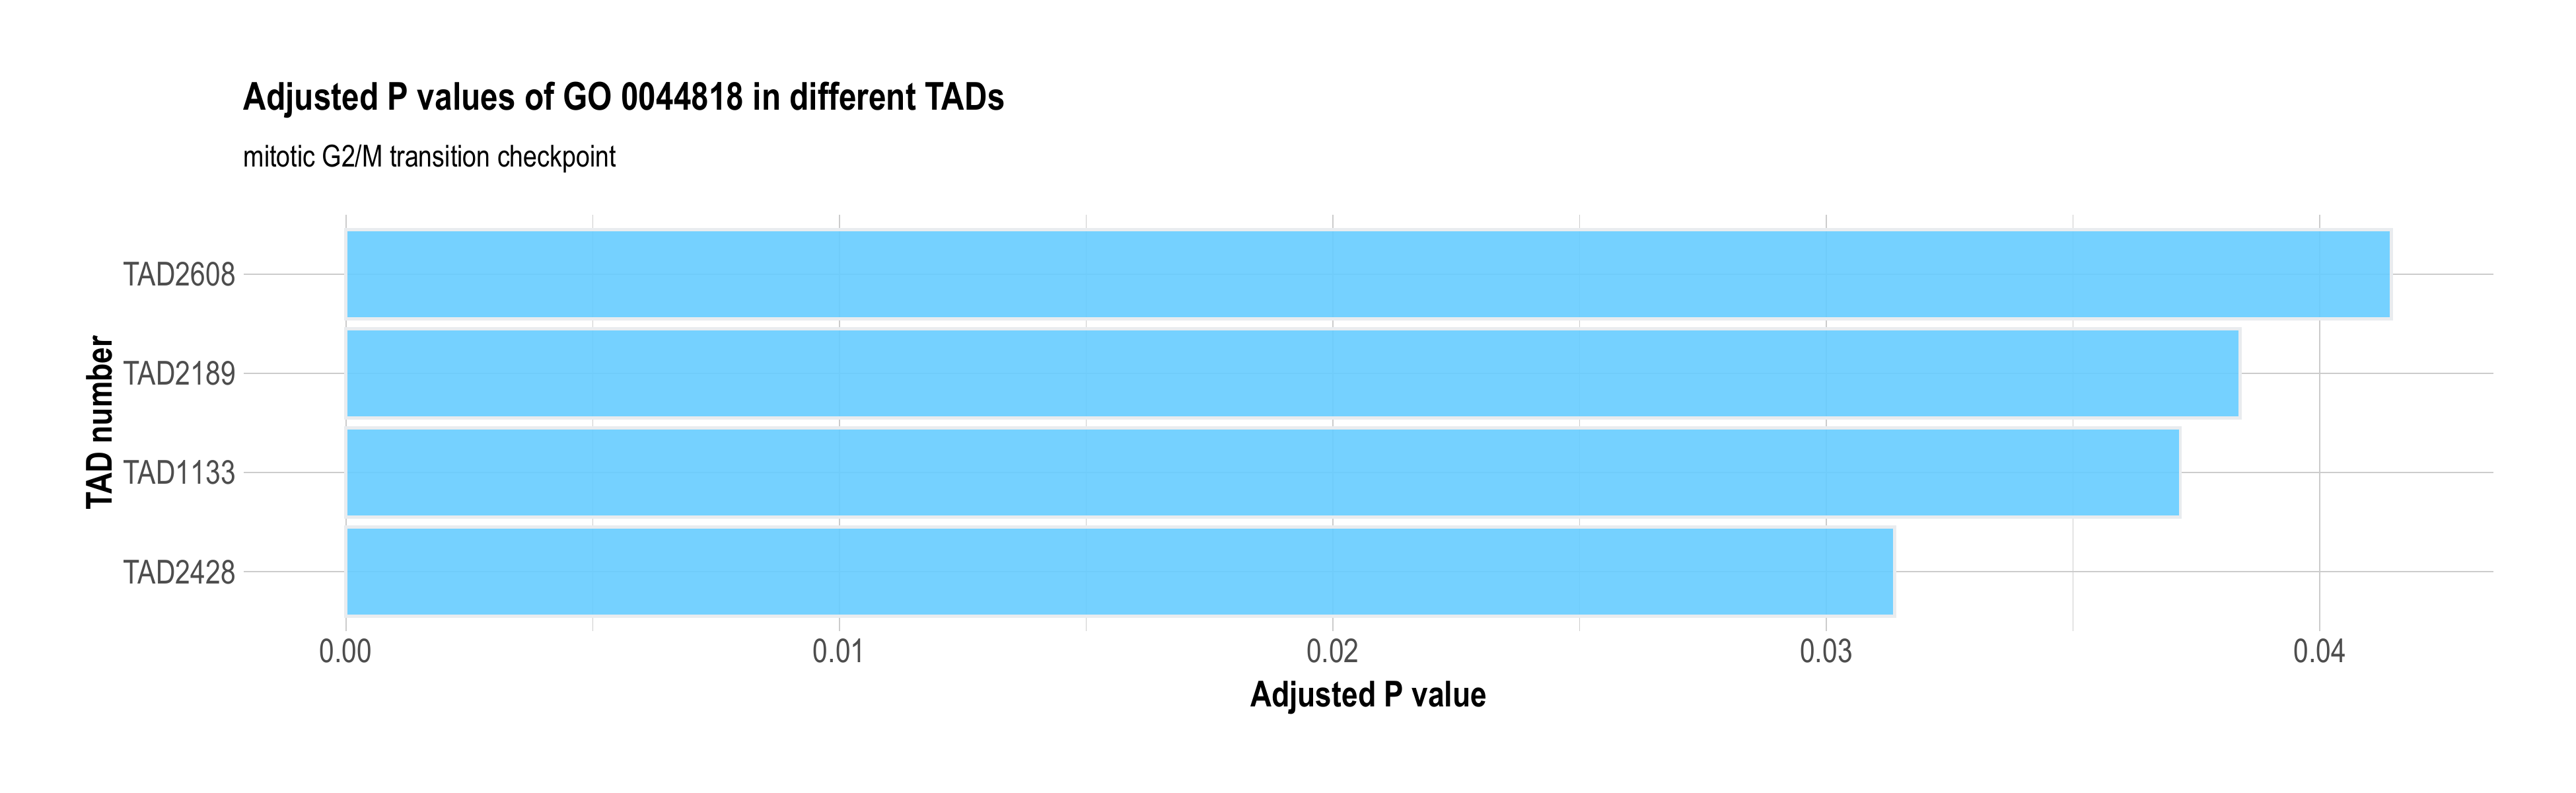 Adjusted P values of GO 0044818 in different TADs
mitotic G2/M transition checkpoint
TAD number
TAD2608
TAD2189
TAD1133
TAD2428
0.00 0.01 0.02 0.03 0.04
Adjusted P value